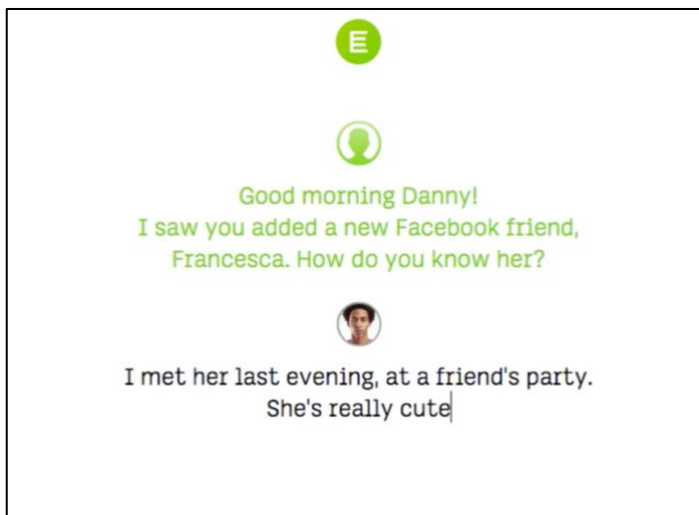 E
Good morning Danny!
I saw you added a new Facebook friend,
Francesca. How do you know her?
I met her last evening, at a friend's party.
She's really cute